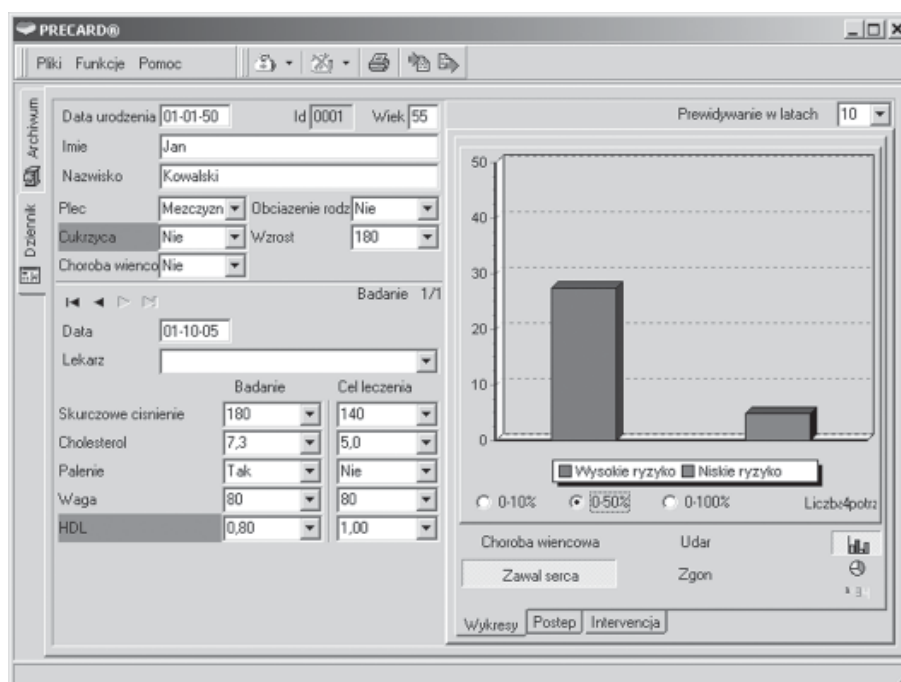 PRECARD®
Pliki Funkcje Pomoc
Archiwum
Dziennik
Data urodzenia 01-01-50 Id 0001 Wiek 55
Imie Jan
Nazwisko Kowalski
Plec Mezczyzn Obciazenie rodz Nie
Cukrzyca Nie Wzrost 180
Choroba wienco Nie
Badanie 1/1
Data 01-10-05
Lekarz
Badanie Cel leczenia
Skurczowe cisnienie 180 140
Cholesterol 7,3 5,0
Palenie Tak Nie
Waga 80 80
HDL 0,80 1,00
Prewidywanie w latach 10
50
40
30
20
10
0
Wysokie ryzyko Niskie ryzyko
0-10% 0-50% 0-100%
Choroba wiencowa Udar
Zawal serca Zgon
Wykresy Postep Intervencja